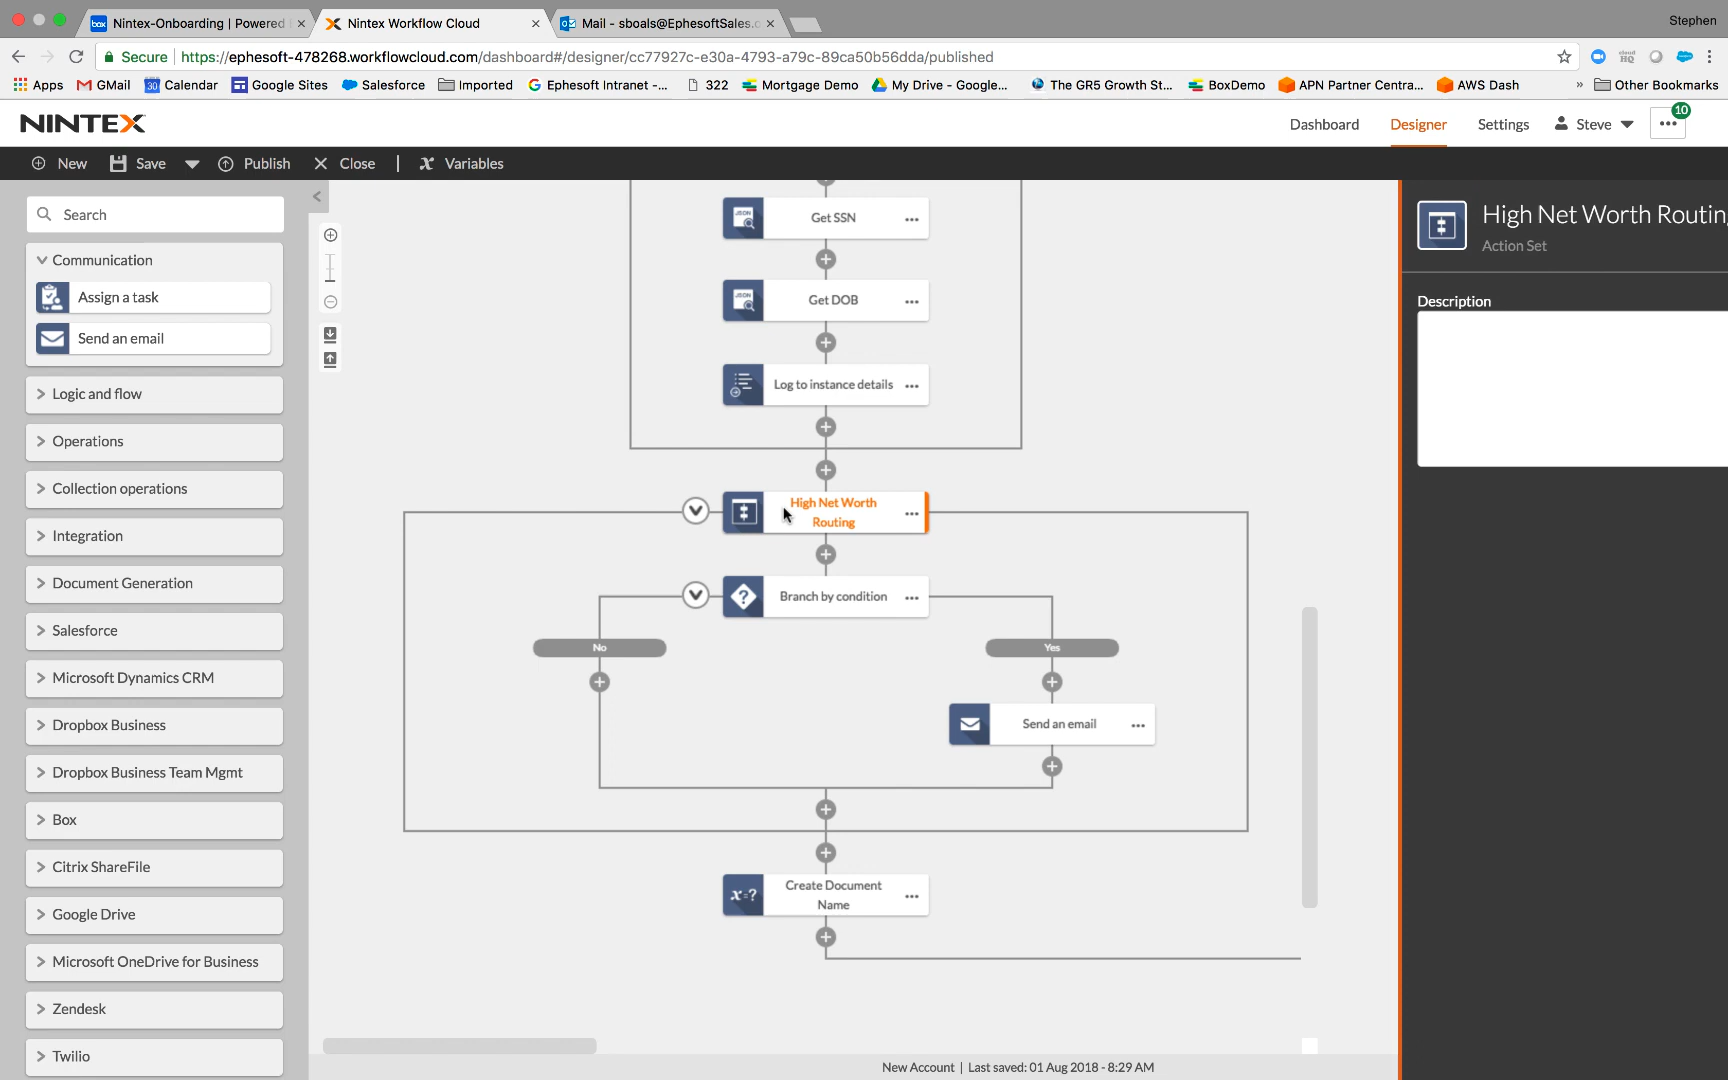 box Nintex-Onboarding | Powered
Nintex Workflow Cloud
Mail - sboals@EphesoftSales.c
Stephen
Secure
https://ephesoft-478268.workflowcloud.com/dashboard#/designer/cc77927c-e30a-4793-a79c-89ca50b56dda/published
cloud HQ
Apps
GMail
30 Calendar
Google Sites
Salesforce
Imported
Ephesoft Intranet -...
322
Mortgage Demo
My Drive - Google...
The GR5 Growth St...
BoxDemo
APN Partner Centra...
AWS Dash
»
Other Bookmarks
NINTEX
Dashboard
Designer
Settings
Steve
10
New
Save
Publish
Close
Variables
Search
Communication
Assign a task
Send an email
Logic and flow
Operations
Collection operations
Integration
Document Generation
Salesforce
Microsoft Dynamics CRM
Dropbox Business
Dropbox Business Team Mgmt
Box
Citrix ShareFile
Google Drive
Microsoft OneDrive for Business
Zendesk
Twilio
JSON Get SSN
JSON Get DOB
Log to instance details
High Net Worth
Routing
? Branch by condition
No
Yes
Send an email
x=? Create Document
Name
New Account | Last saved: 01 Aug 2018 - 8:29 AM
High Net Worth Routin
Action Set
Description